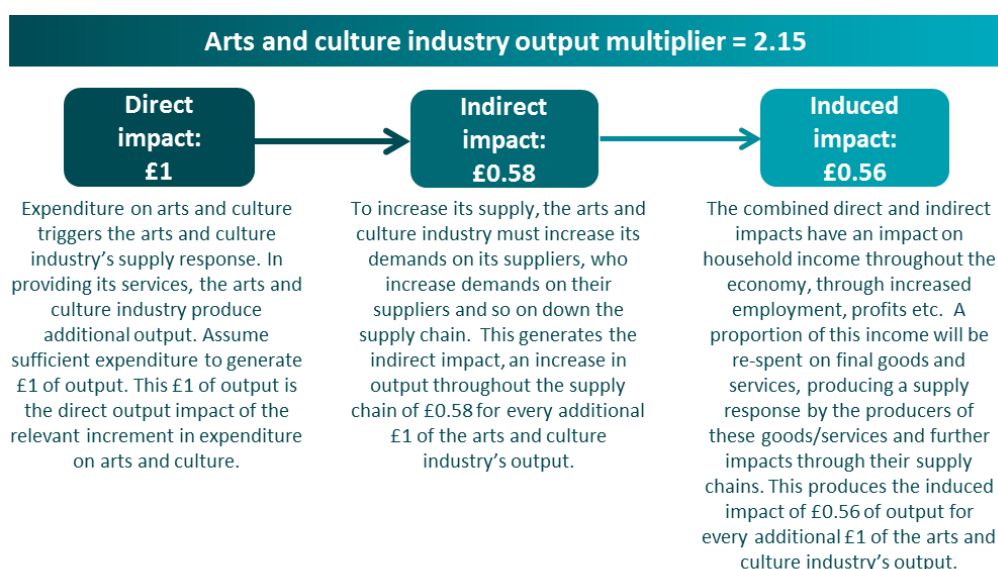 Arts and culture industry output multiplier = 2.15
Direct
impact:
£1
Expenditure on arts and culture
triggers the arts and culture
industry's supply response. In
providing its services, the arts and
culture industry produce
additional output. Assume
sufficient expenditure to generate
£1 of output. This £1 of output is
the direct output impact of the
relevant increment in expenditure
on arts and culture.
Indirect
impact:
£0.58
To increase its supply, the arts and
culture industry must increase its
demands on its suppliers, who
increase demands on their
suppliers and so on down the
supply chain. This generates the
indirect impact, an increase in
output throughout the supply
chain of £0.58 for every additional
£1 of the arts and culture
industry's output.
Induced
impact:
£0.56
The combined direct and indirect
impacts have an impact on
household income throughout the
economy, through increased
employment, profits etc. A
proportion of this income will be
re-spent on final goods and
services, producing a supply
response by the producers of
these goods/services and further
impacts through their supply
chains. This produces the induced
impact of £0.56 of output for
every additional £1 of the arts and
culture industry's output.